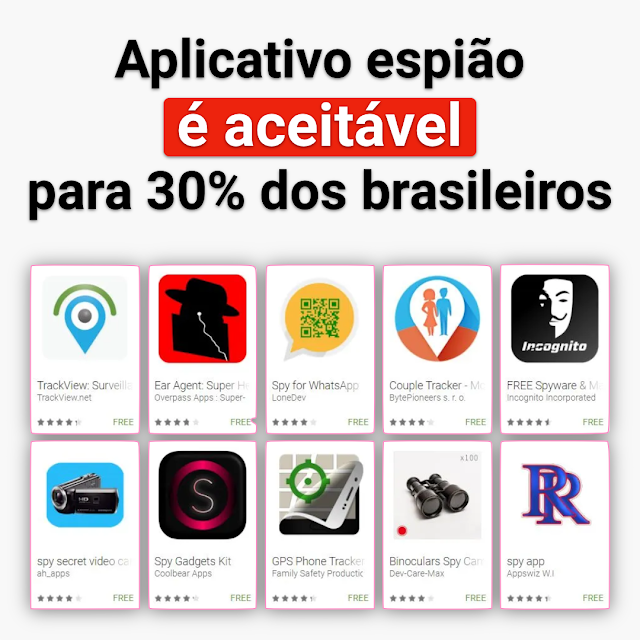 Aplicativo espião
é aceitável
para 30% dos brasileiros
Incognito
TrackView: Surveilla
TrackView.net
FREE
Ear Agent: Super He
Overpass Apps : Super-
FREE
Spy for WhatsApp
LoneDev
FREE
Couple Tracker - Mo
BytePioneers s. r. o.
FREE
FREE Spyware & M
Incognito Incorporated
FREE
HD
x100
S
R
spy secret video ca
ah_apps
FREE
Spy Gadgets Kit
Coolbear Apps
FREE
GPS Phone Tracker
Family Safety Productio
FREE
Binoculars Spy Cam
Dev-Care-Max
FREE
spy app
Appswiz W.I
FREE